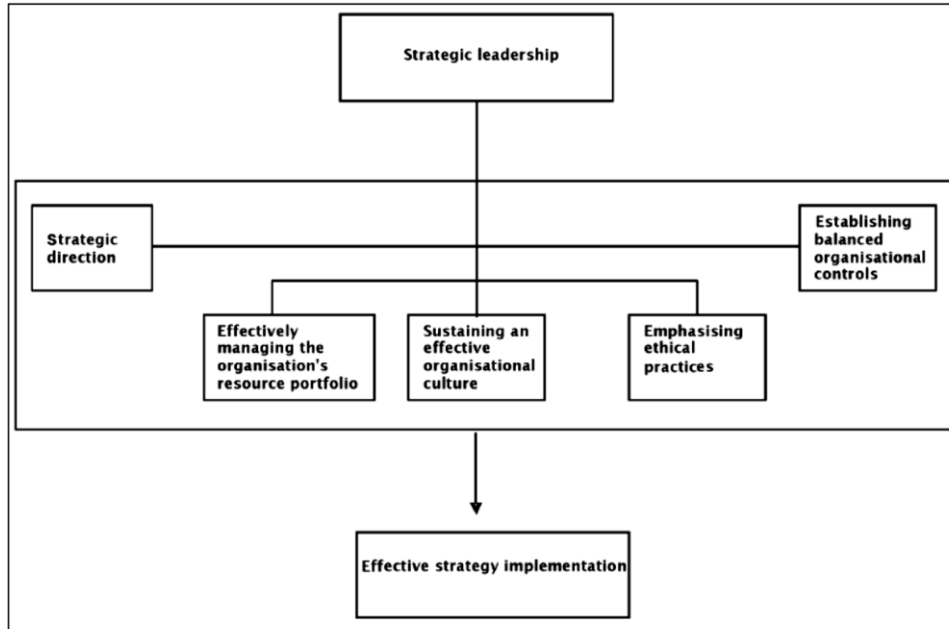 Strategic leadership
Strategic
direction
Establishing
balanced
organisational
controls
Effectively
managing the
organisation's
resource portfolio
Sustaining an
effective
organisational
culture
Emphasising
ethical
practices
Effective strategy implementation